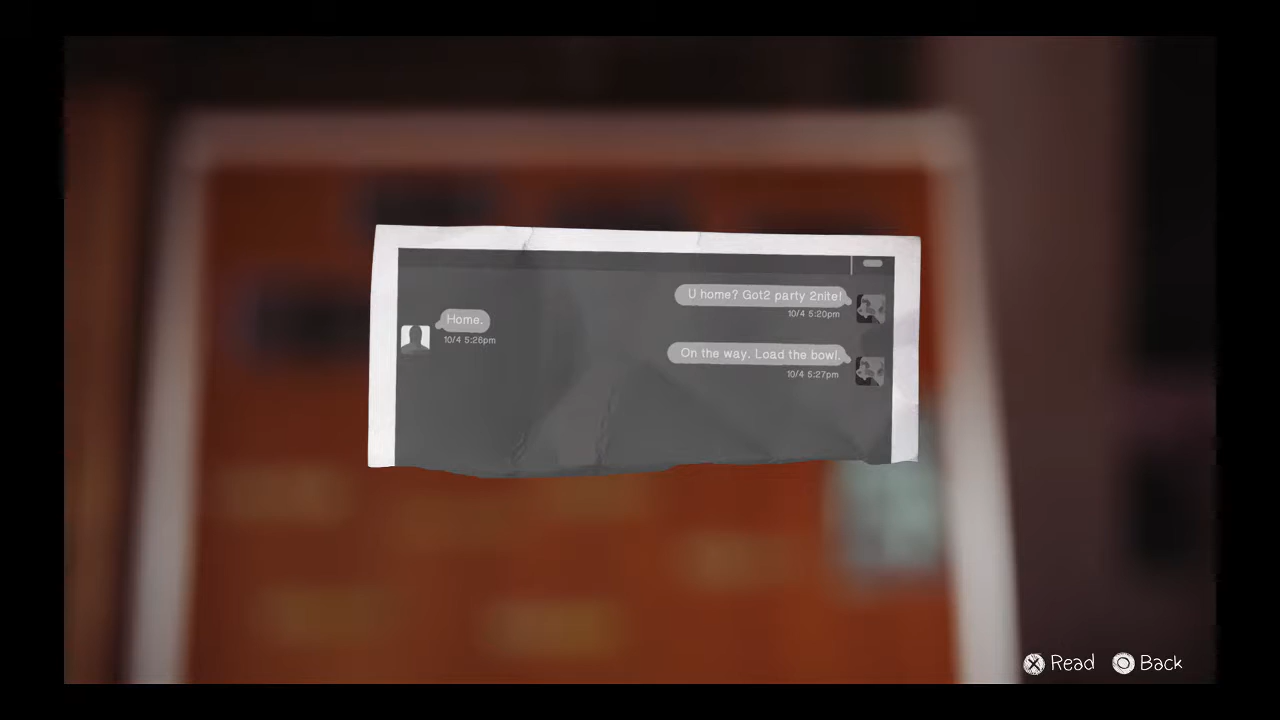 U home? Got2 party 2nite!
10/4 5:20pm
Home.
10/4 5:26pm
On the way. Load the bowl.
10/4 5:27pm
Read
Back